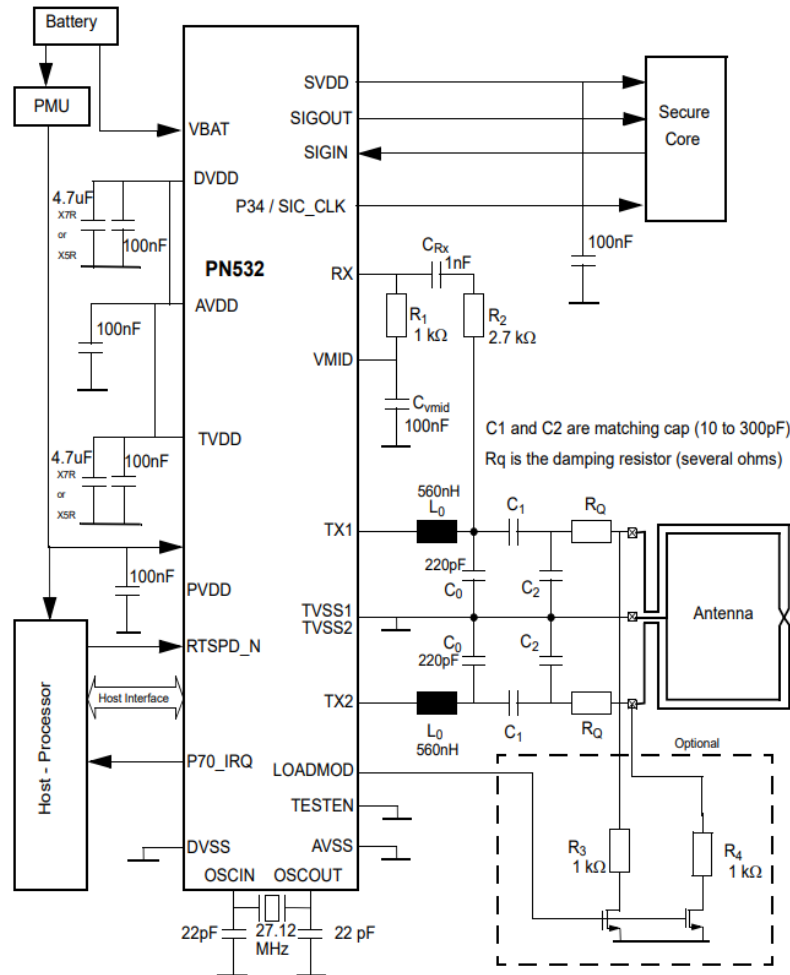 Battery
PMU
VBAT
DVDD
4.7uF
X7R
or
X5R
100nF
PN532
AVDD
100nF
TVDD
4.7uF
X7R
or
X5R
100nF
100nF
PVDD
RTSPD_N
Host Interface
Host - Processor
P70_IRQ
DVSS
OSCIN
OSCOUT
22pF
27.12
MHz
22 pF
SVDD
SIGOUT
SIGIN
P34 / SIC_CLK
Secure
Core
100nF
RX
CRx
1nF
R1
1 kΩ
R2
2.7 kΩ
VMID
Cvmid
100nF
C1 and C2 are matching cap (10 to 300pF)
Rq is the damping resistor (several ohms)
TX1
560nH
L0
C1
RQ
220pF
C0
C2
TVSS1
TVSS2
Antenna
C0
220pF
C2
TX2
L0
560nH
C1
RQ
Optional
LOADMOD
TESTEN
AVSS
R3
1 kΩ
R4
1 kΩ